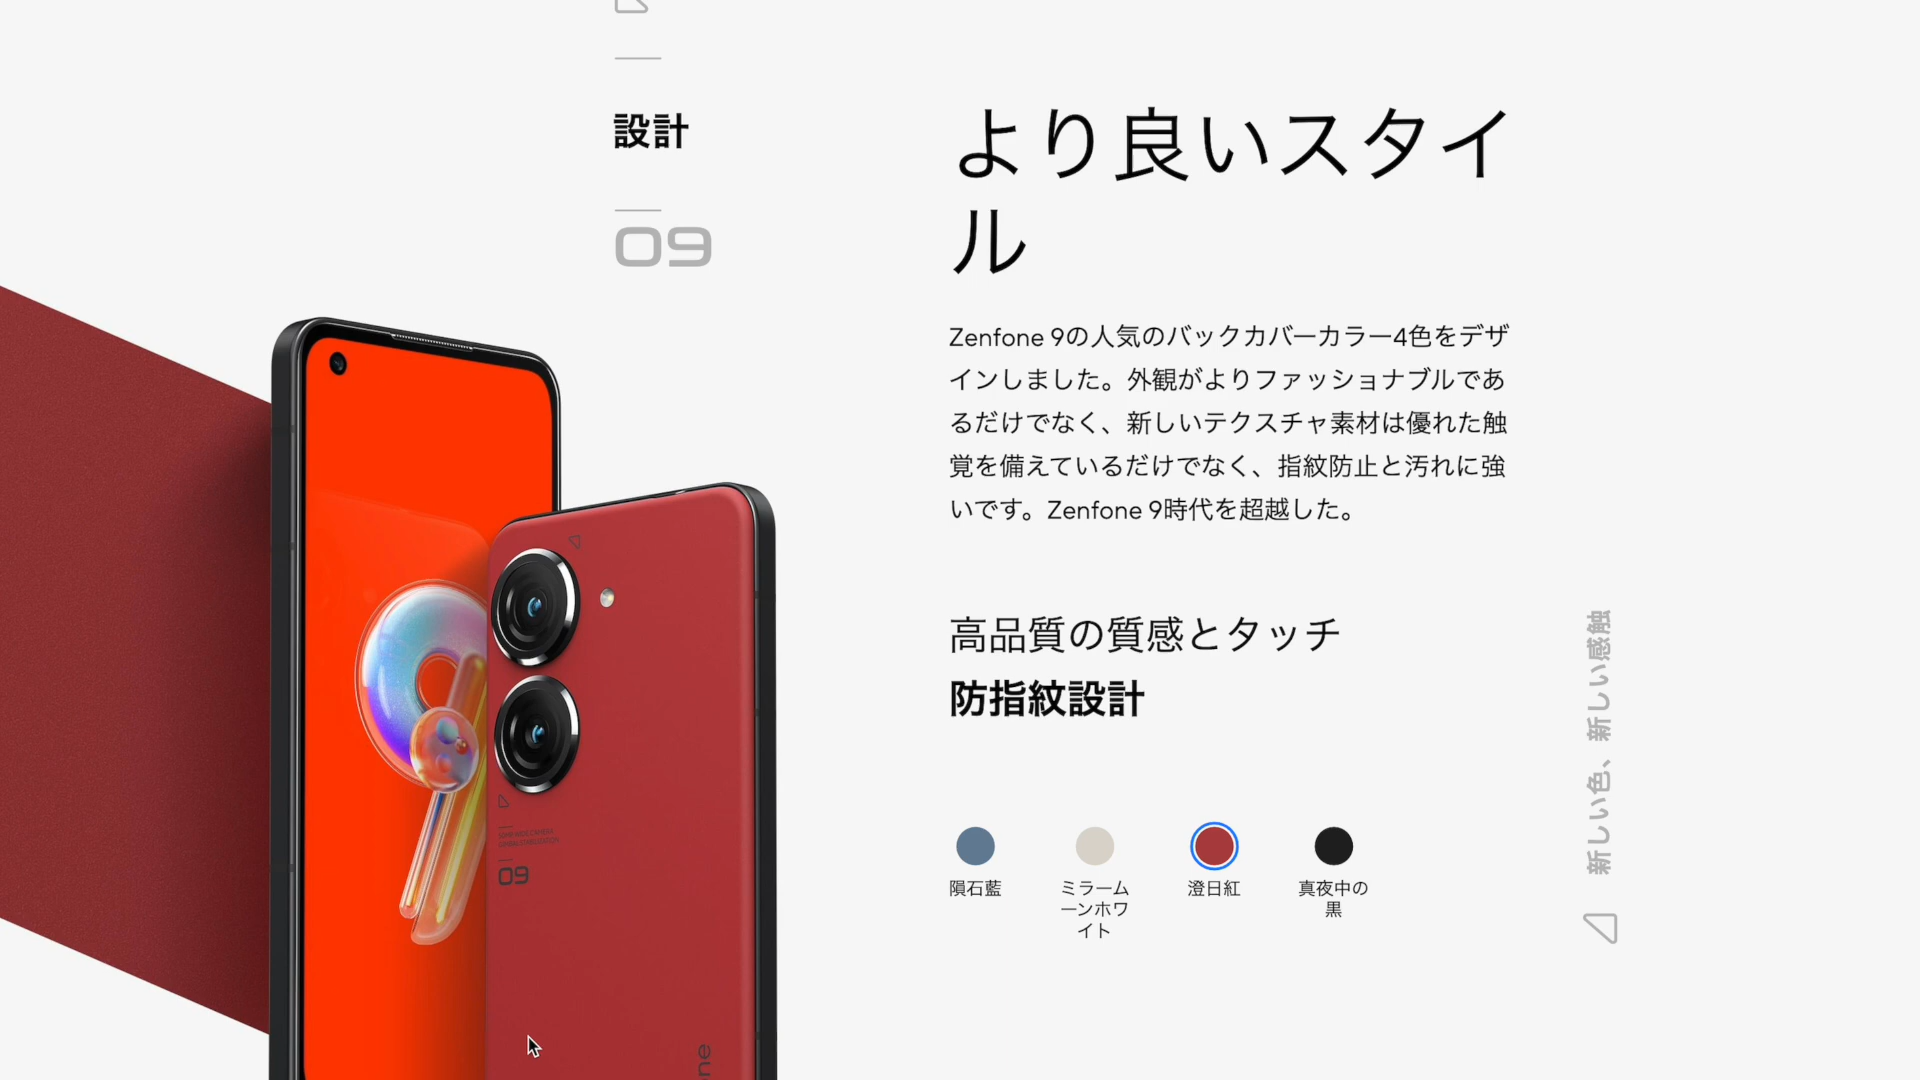 設計
09
より良いスタイ
ル
Zenfone 9の人気のバックカバーカラー4色をデザ
インしました。外観がよりファッショナブルであ
るだけでなく、新しいテクスチャ素材は優れた触
覚を備えているだけでなく、指紋防止と汚れに強
いです。Zenfone 9時代を超越した。
高品質の質感とタッチ
防指紋設計
隕石藍
ミラーム
ーンホワ
イト
澄日紅
真夜中の
黒
新しい色、新しい感触
09